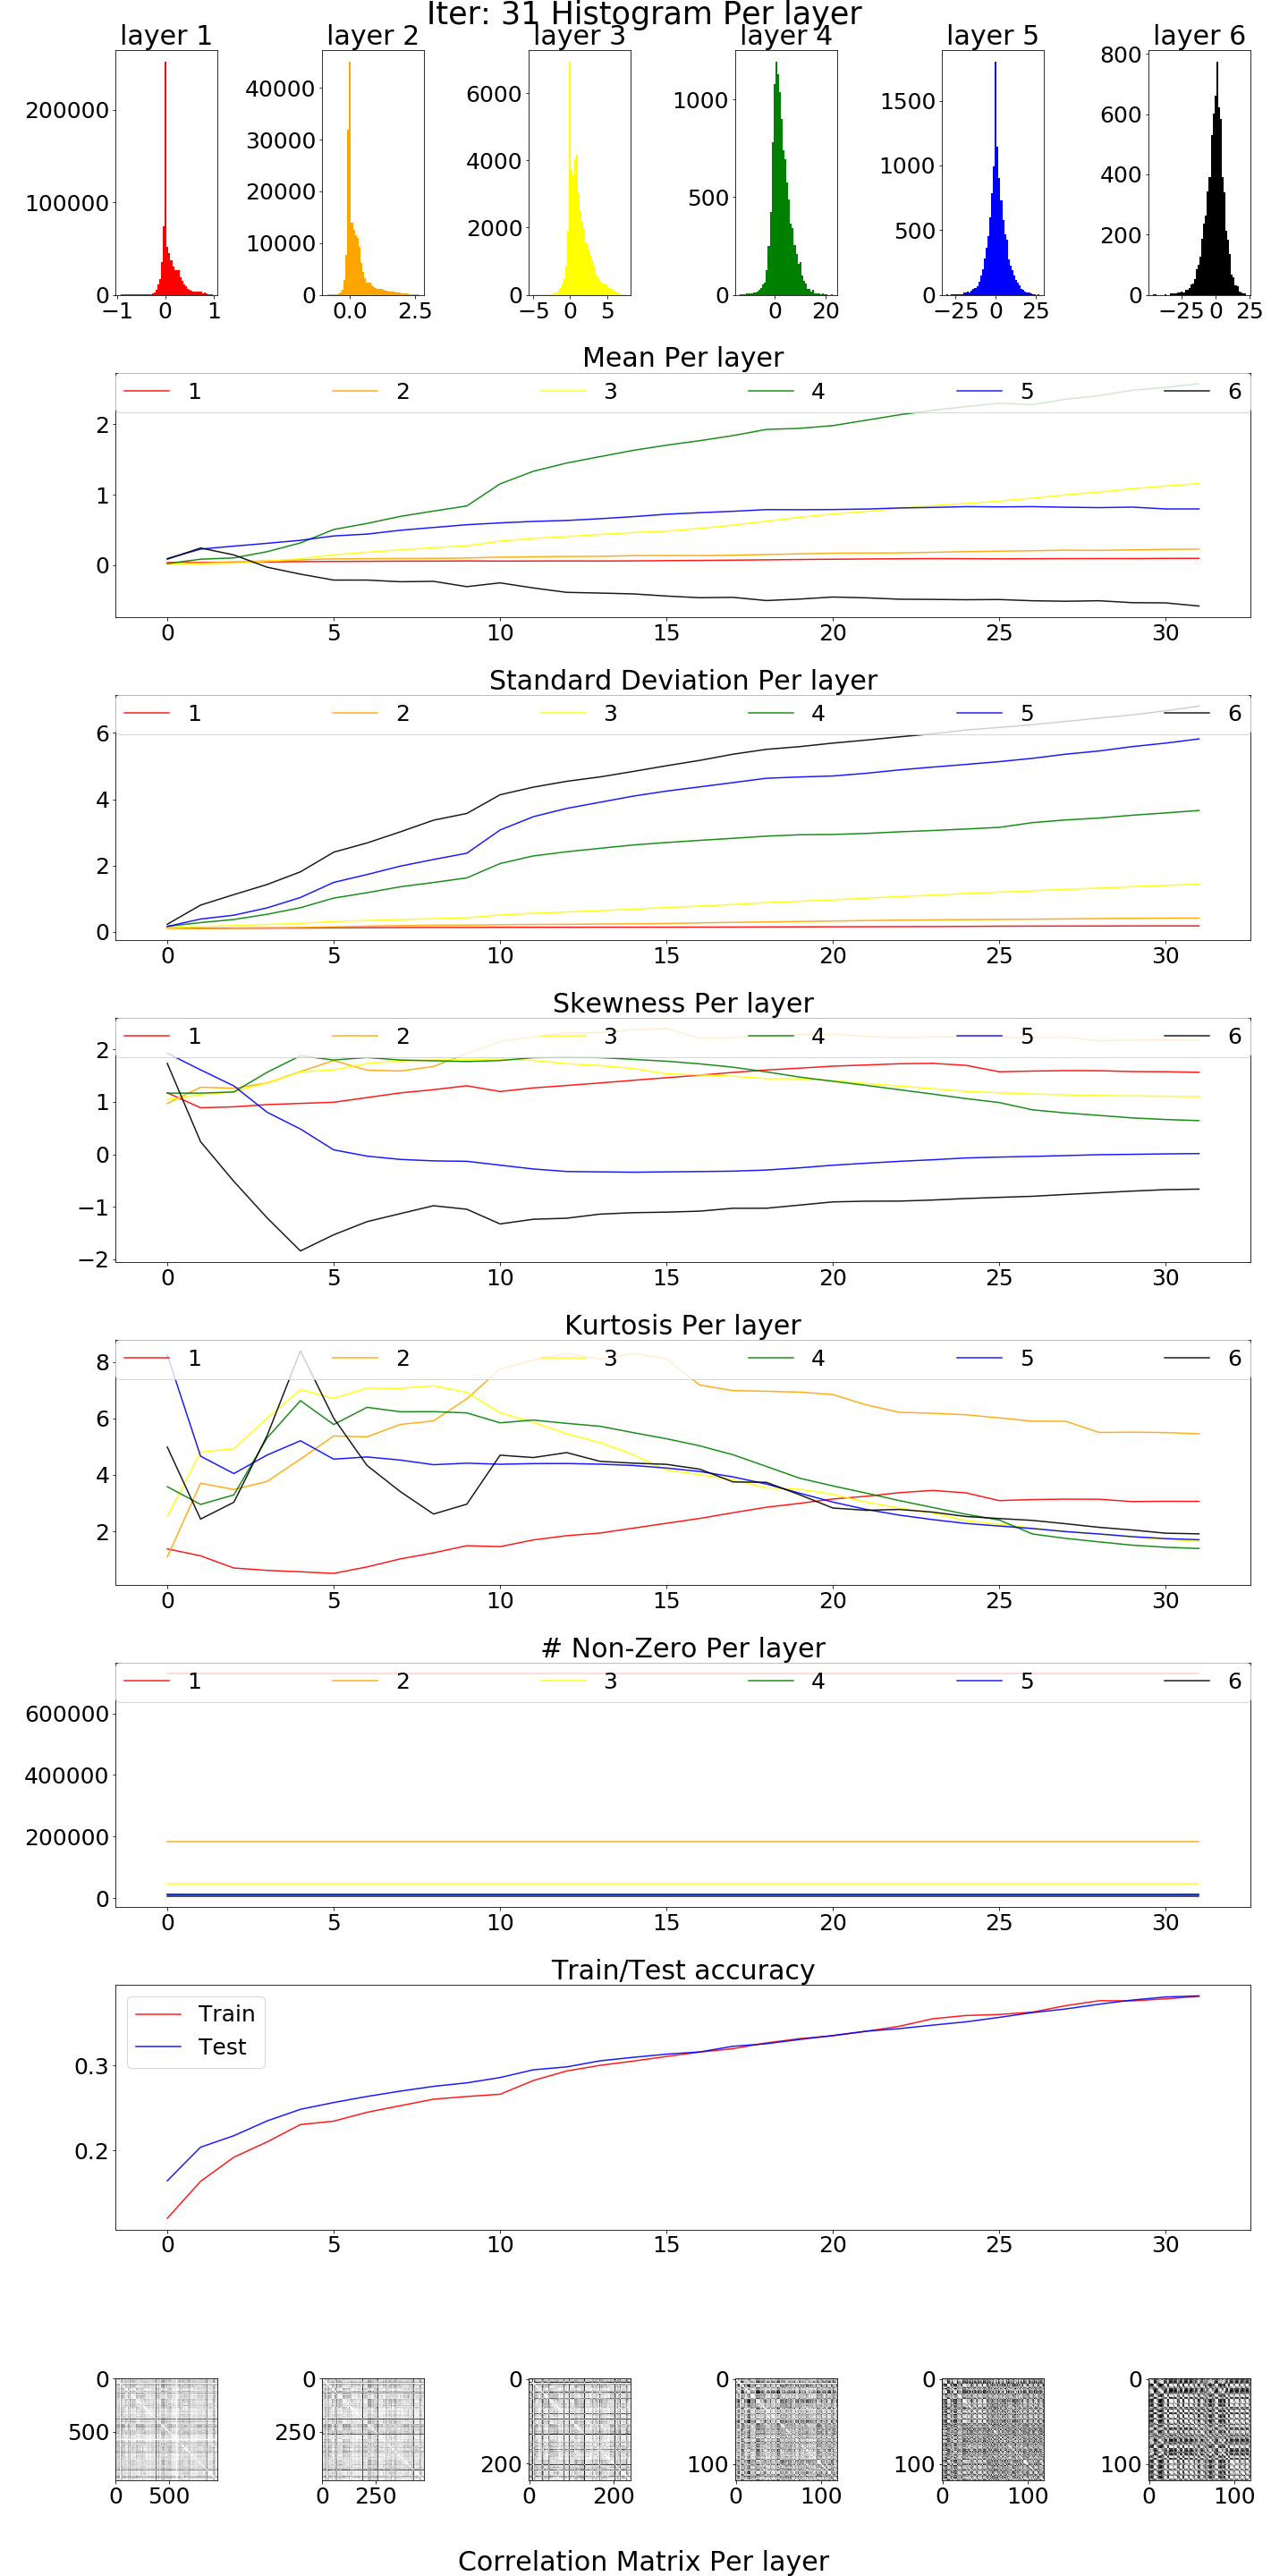 Iter: 31 Histogram Per layer
layer 1 layer 2 layer 3 layer 4 layer 5 layer 6
200000 100000 0
−1 0 1
40000 30000 20000 10000 0
0.0 2.5
6000 4000 2000 0
−5 0 5
1000 500 0
0 20
1500 1000 500 0
−25 0 25
800 600 400 200 0
−25 0 25
Mean Per layer
1 2 3 4 5 6
2
1
0
0 5 10 15 20 25 30
Standard Deviation Per layer
1 2 3 4 5 6
6
4
2
0
0 5 10 15 20 25 30
Skewness Per layer
1 2 3 4 5 6
2
1
0
−1
−2
0 5 10 15 20 25 30
Kurtosis Per layer
1 2 3 4 5 6
8
6
4
2
0 5 10 15 20 25 30
# Non-Zero Per layer
1 2 3 4 5 6
600000
400000
200000
0
0 5 10 15 20 25 30
Train/Test accuracy
Train
Test
0.3
0.2
0 5 10 15 20 25 30
0 0 0 0 0 0
500 250 200 100 100 100
0 500 0 250 0 200 0 100 0 100 0 100
Correlation Matrix Per layer